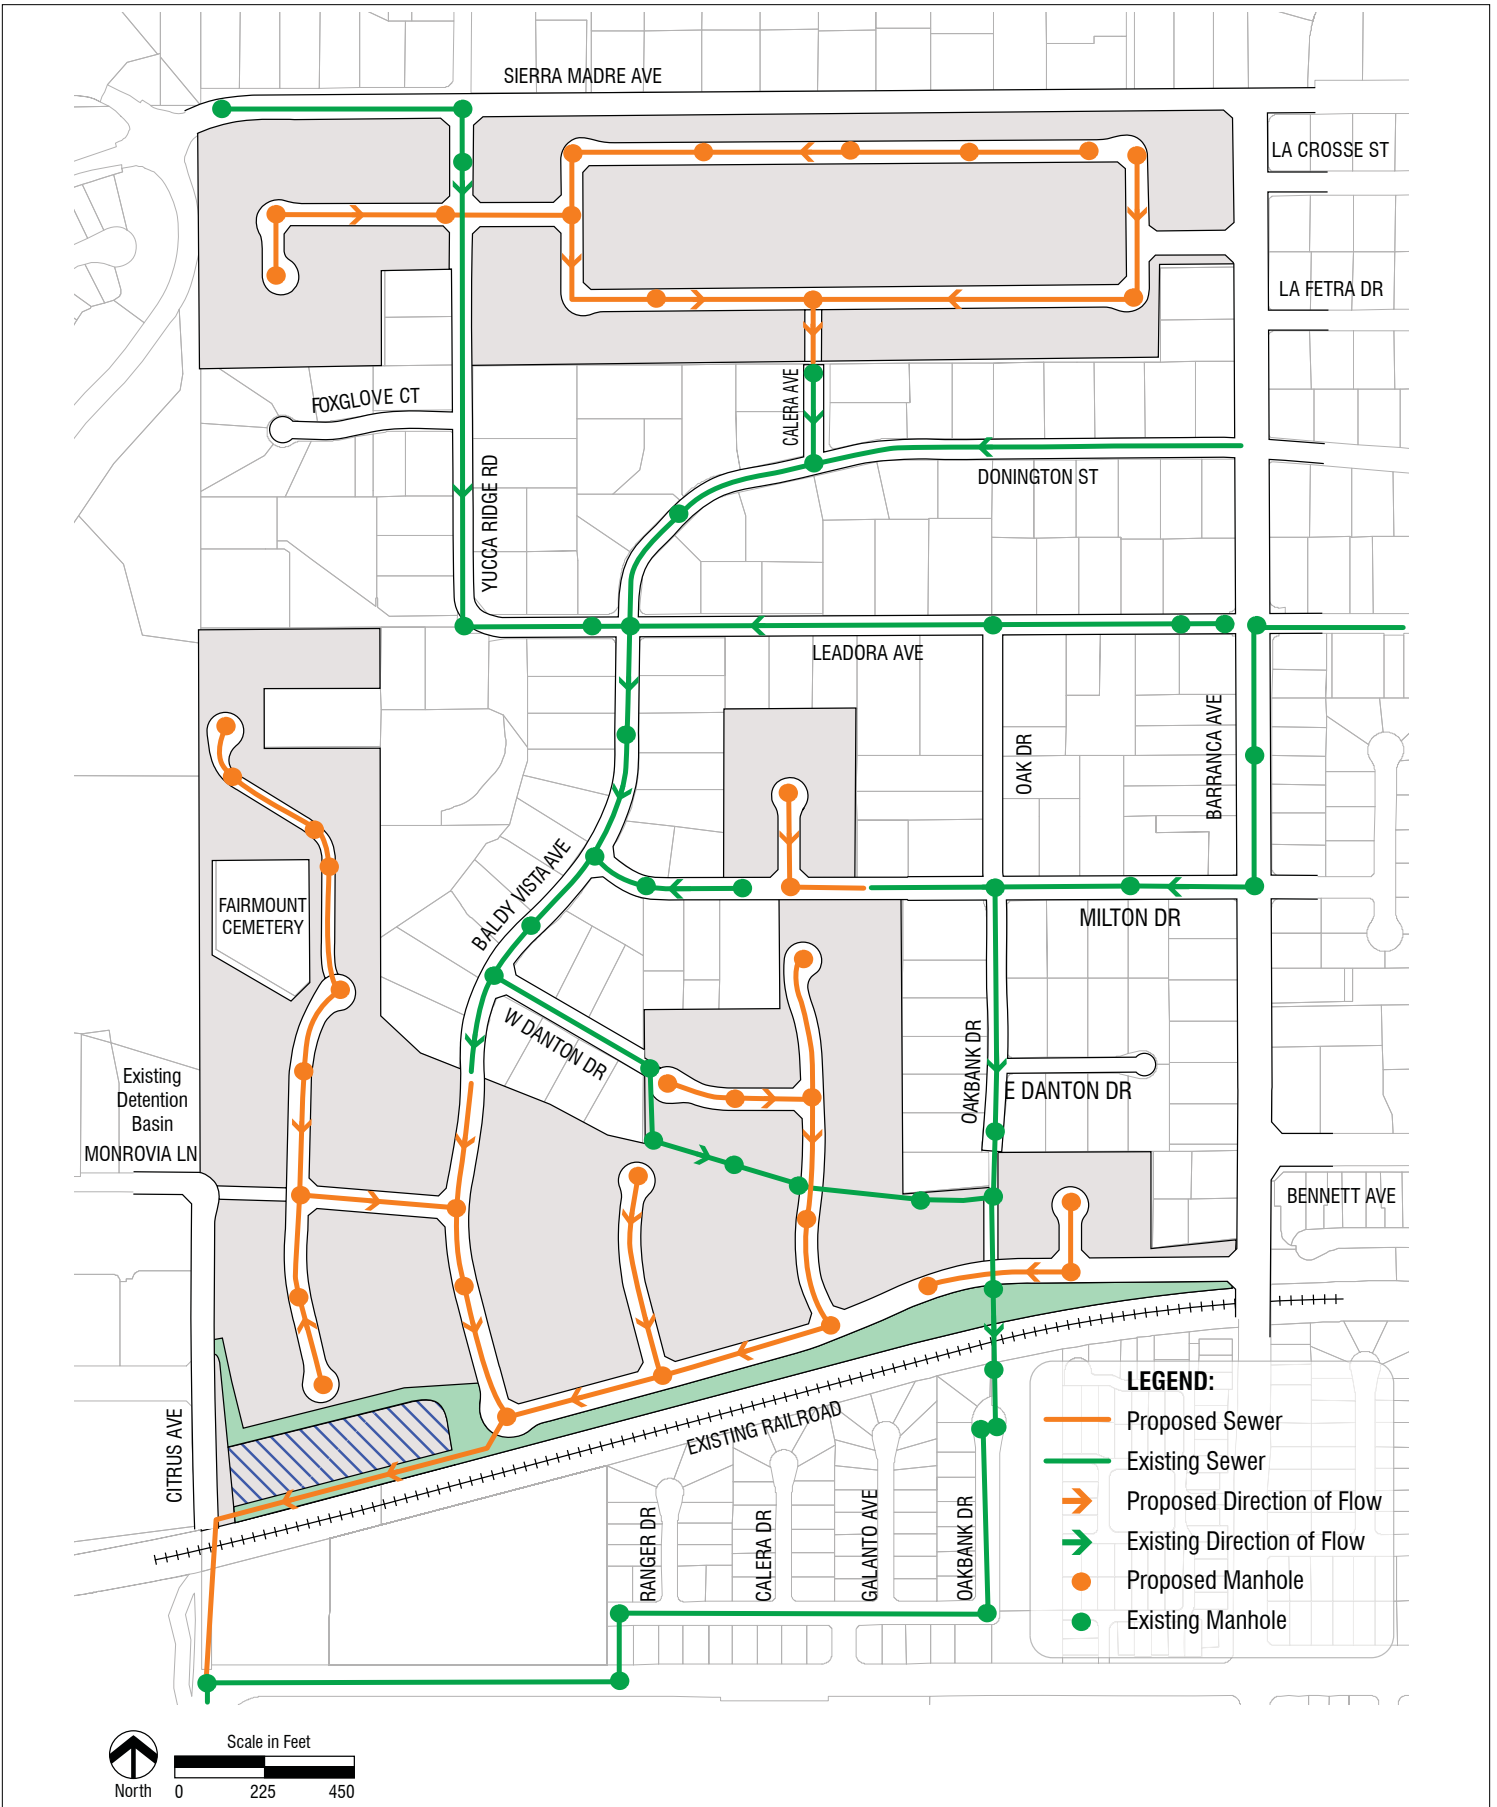 SIERRA MADRE AVE
LA CROSSE ST
LA FETRA DR
FOXGLOVE CT
CALERA AVE
DONINGTON ST
YUCCA RIDGE RD
LEADORA AVE
OAK DR
BARRANCA AVE
BALDY VISTA AVE
FAIRMOUNT
CEMETERY
MILTON DR
W DANTON DR
OAKBANK DR
E DANTON DR
Existing
Detention
Basin
MONROVIA LN
BENNETT AVE
CITRUS AVE
EXISTING RAILROAD
RANGER DR
CALERA DR
GALANTO AVE
OAKBANK DR
LEGEND:
Proposed Sewer
Existing Sewer
Proposed Direction of Flow
Existing Direction of Flow
Proposed Manhole
Existing Manhole
North
Scale in Feet
0 225 450